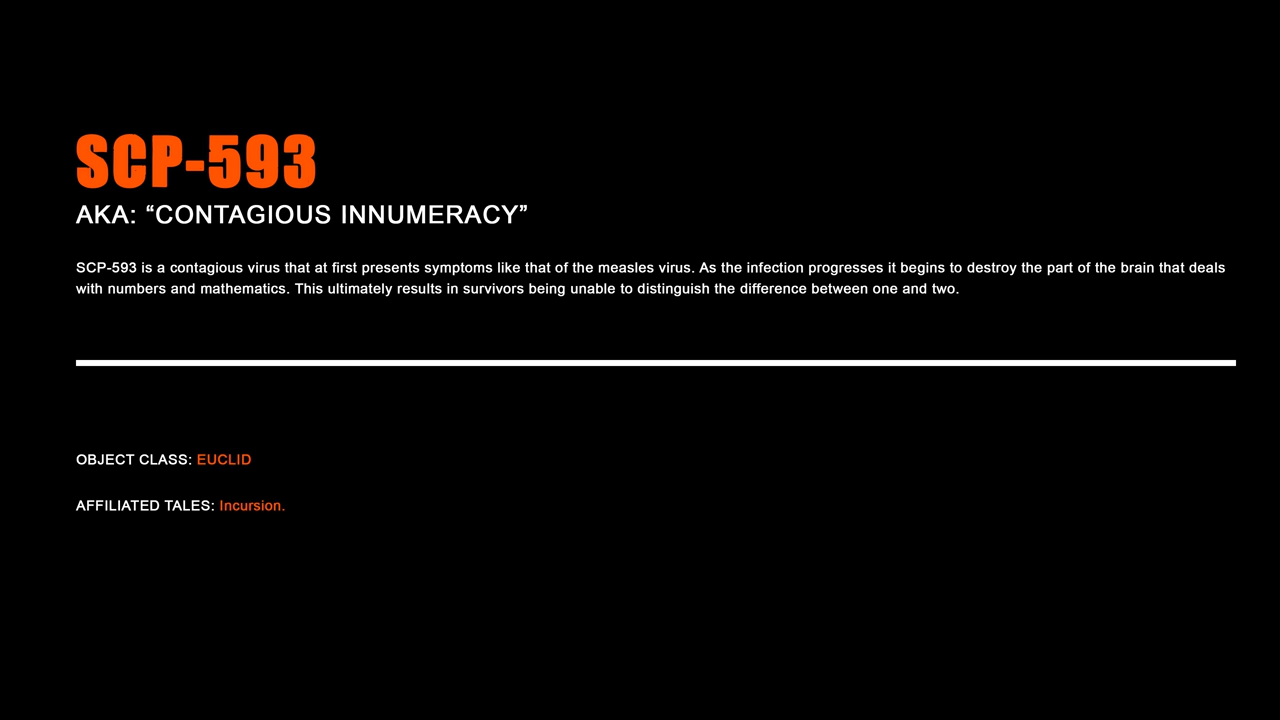 SCP-593
AKA: “CONTAGIOUS INNUMERACY”
SCP-593 is a contagious virus that at first presents symptoms like that of the measles virus. As the infection progresses it begins to destroy the part of the brain that deals
with numbers and mathematics. This ultimately results in survivors being unable to distinguish the difference between one and two.
OBJECT CLASS: EUCLID
AFFILIATED TALES: Incursion.